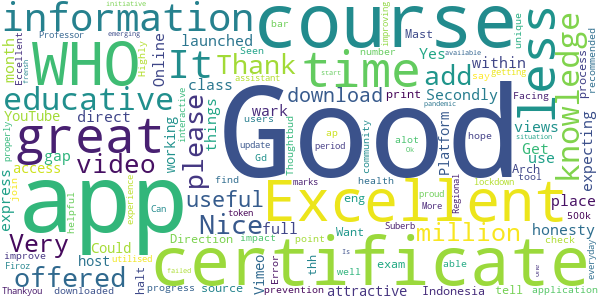 initiative
Professor
emerging
information
course
bar
improving
Eccellent
month
WHO
It
launched
Seen
Mast
unique
Highly
Online
Yes
number
within
less
process
recommended
Thank
time
add
assistant
start
available
say
getting
educative
class
download
print
Secondly
Facing
knowledge
YouTube
direct
interactive
things
please
wark
users
pandemic
views
great
working
update
Gd
ap
period
Thoughtbud
alot
Ok
hope
Platform
Get
use
situation
expecting
properly
gap
video
Good
community
Arch
tool
express
access
join
app
useful
find
health
Excellent
place
helpful
experience
Can
Nice
full
marks
eng
proud
More
Regional
lockdown
million
500k
Very
Could
Direction
impact
token
point
Want
Suberb
honesty
improve
Firoz
utilised
host
Vimeo
thh
Is
well
exam
able
check
offered
halt
Error
certificate
everyday
Thankyou
downloaded
progress
failed
source
prevention
attractive
Indonesia
tell
application